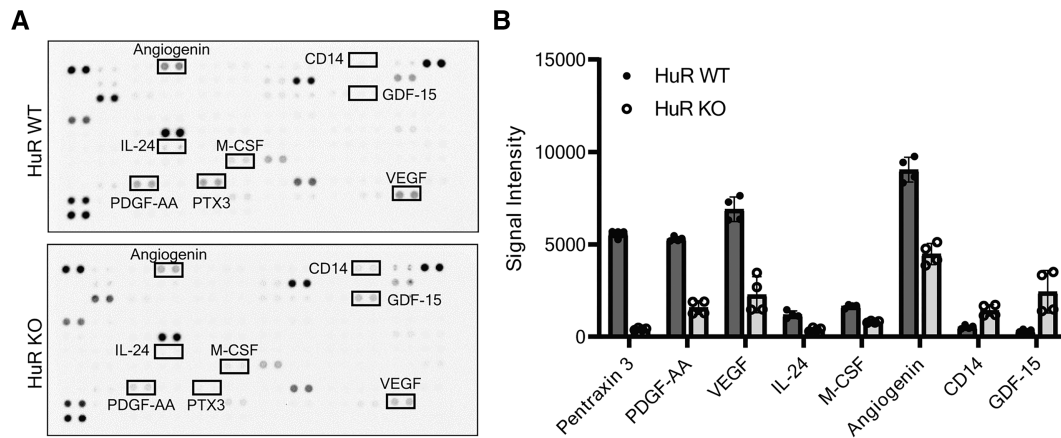 A
Angiogenin
CD14
GDF-15
HuR WT
IL-24
M-CSF
PDGF-AA
PTX3
VEGF
Angiogenin
CD14
GDF-15
HuR KO
IL-24
M-CSF
PDGF-AA
PTX3
VEGF
B
15000
10000
5000
0
Signal Intensity
HuR WT
HuR KO
Pentraxin 3
PDGF-AA
VEGF
IL-24
M-CSF
Angiogenin
CD14
GDF-15